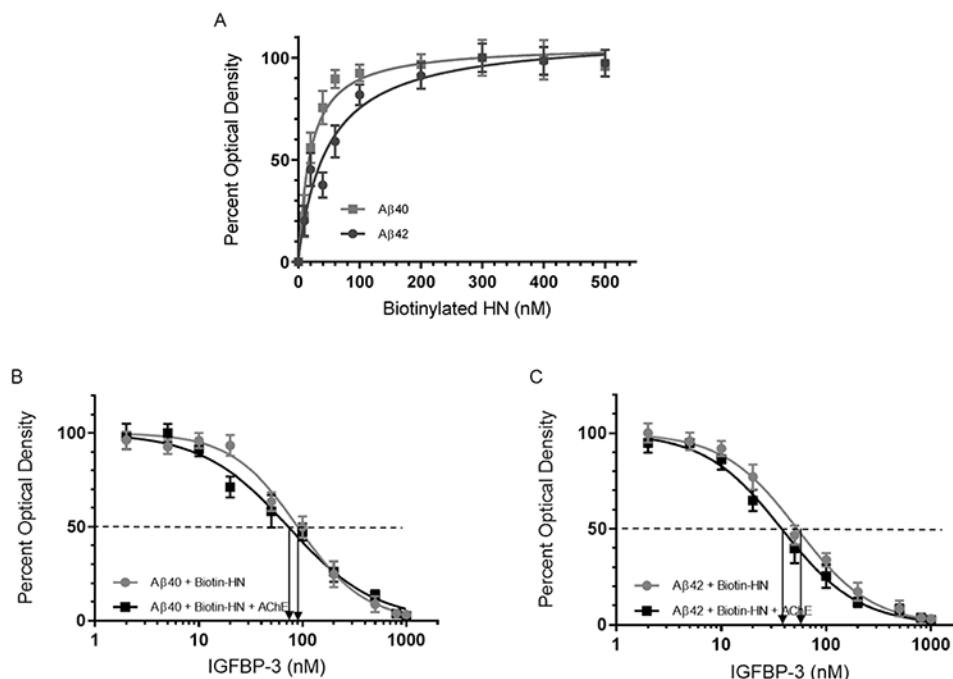 A
Percent Optical Density
100
50
0
Aβ40
Aβ42
0 100 200 300 400 500
Biotinylated HN (nM)
B
Percent Optical Density
100
50
0
Aβ40 + Biotin-HN
Aβ40 + Biotin-HN + AChE
1 10 100 1000
IGFBP-3 (nM)
C
Percent Optical Density
100
50
0
Aβ42 + Biotin-HN
Aβ42 + Biotin-HN + AChE
1 10 100 1000
IGFBP-3 (nM)